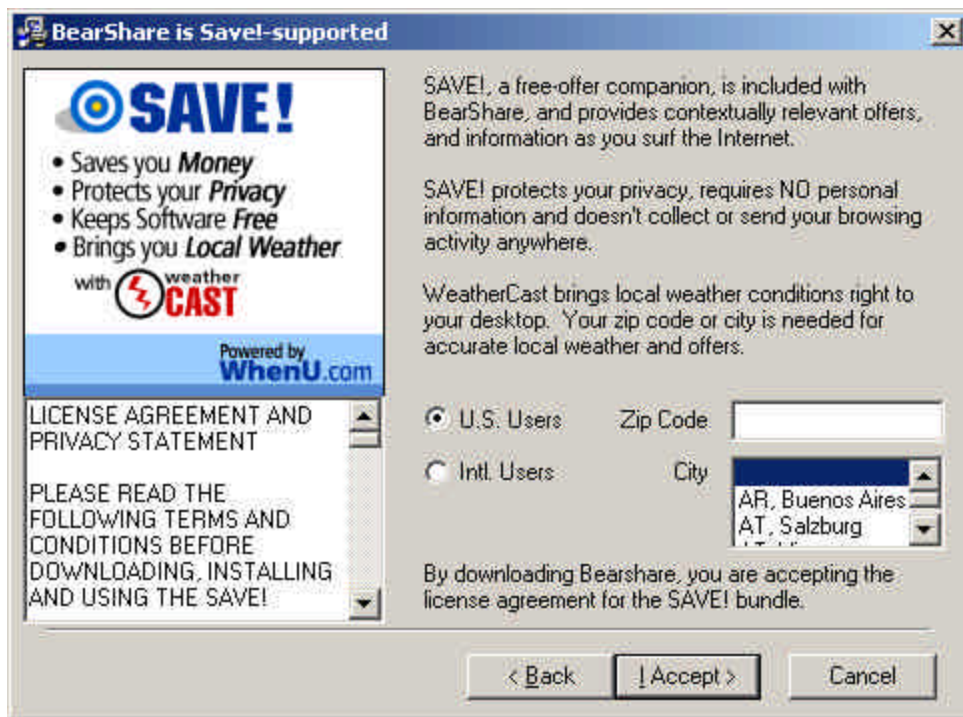 BearShare is Save!-supported
SAVE!
• Saves you Money
• Protects your Privacy
• Keeps Software Free
• Brings you Local Weather
with weather
CAST
Powered by
WhenU.com
LICENSE AGREEMENT AND
PRIVACY STATEMENT
PLEASE READ THE
FOLLOWING TERMS AND
CONDITIONS BEFORE
DOWNLOADING, INSTALLING
AND USING THE SAVE!
SAVE!, a free-offer companion, is included with
BearShare, and provides contextually relevant offers,
and information as you surf the Internet.
SAVE! protects your privacy, requires NO personal
information and doesn't collect or send your browsing
activity anywhere.
WeatherCast brings local weather conditions right to
your desktop. Your zip code or city is needed for
accurate local weather and offers.
U.S. Users Zip Code
Intl. Users City
AR, Buenos Aires
AT, Salzburg
By downloading Bearshare, you are accepting the
license agreement for the SAVE! bundle.
< Back I Accept > Cancel